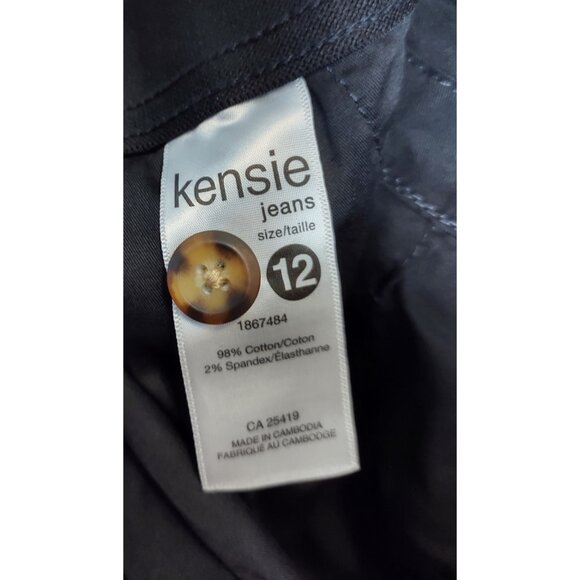 kensie
jeans
size/taille
12
1867484
98% Cotton/Coton
2% Spandex/Élasthanne
CA 25419
MADE IN CAMBODIA
FABRIQUÉ AU CAMBODGE